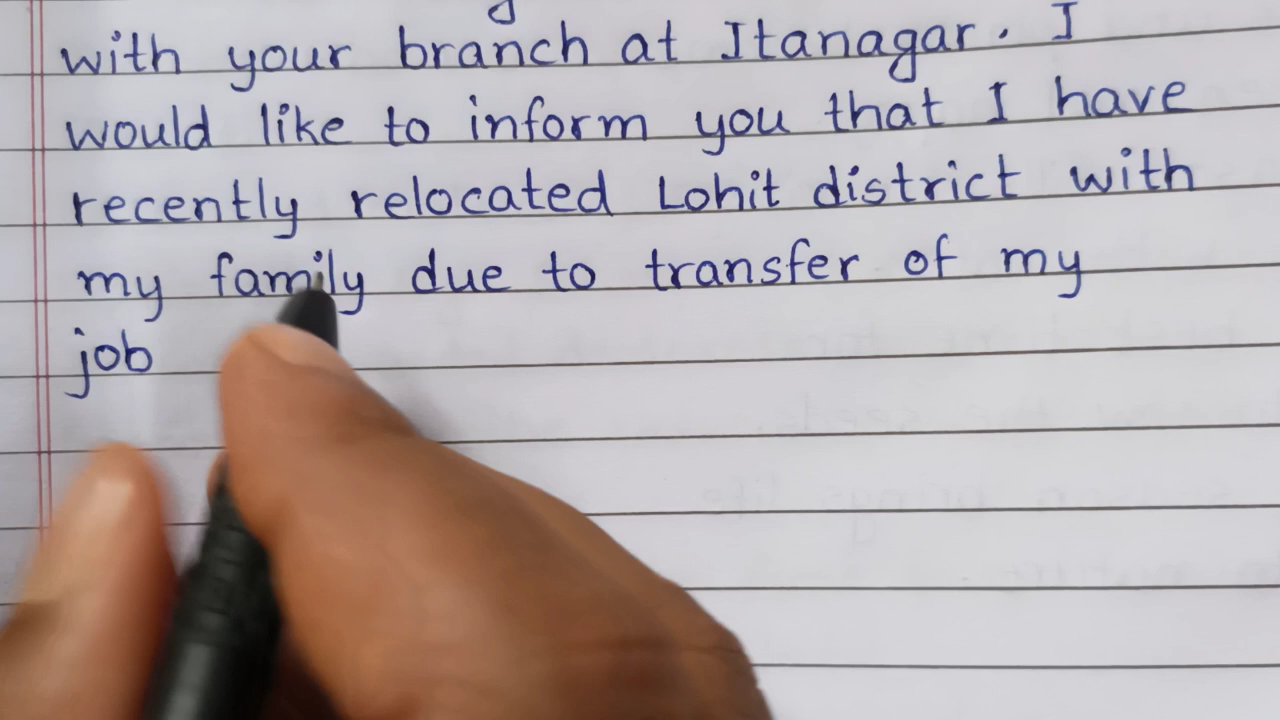 with your branch at Itanagar. I
would like to inform you that I have
recently relocated Lohit district with
my family due to transfer of my
job